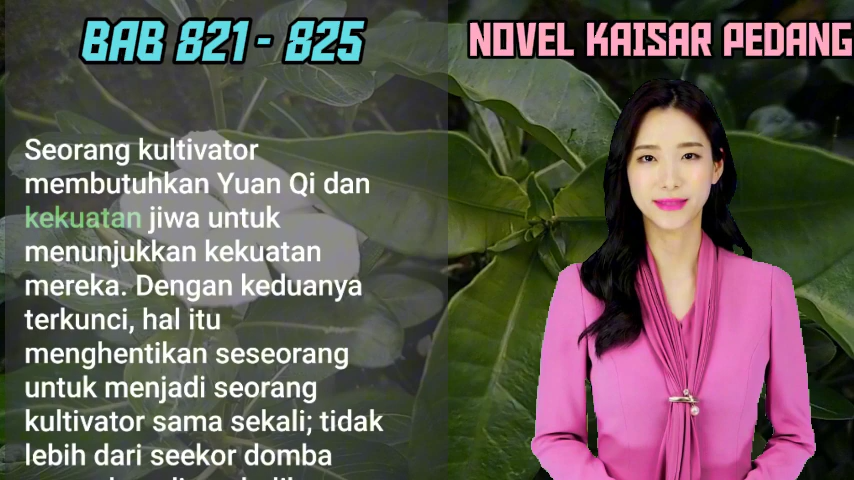 BAB 821 - 825
NOVEL KAISAR PEDANG
Seorang kultivator
membutuhkan Yuan Qi dan
kekuatan jiwa untuk
menunjukkan kekuatan
mereka. Dengan keduanya
terkunci, hal itu
menghentikan seseorang
untuk menjadi seorang
kultivator sama sekali; tidak
lebih dari seekor domba